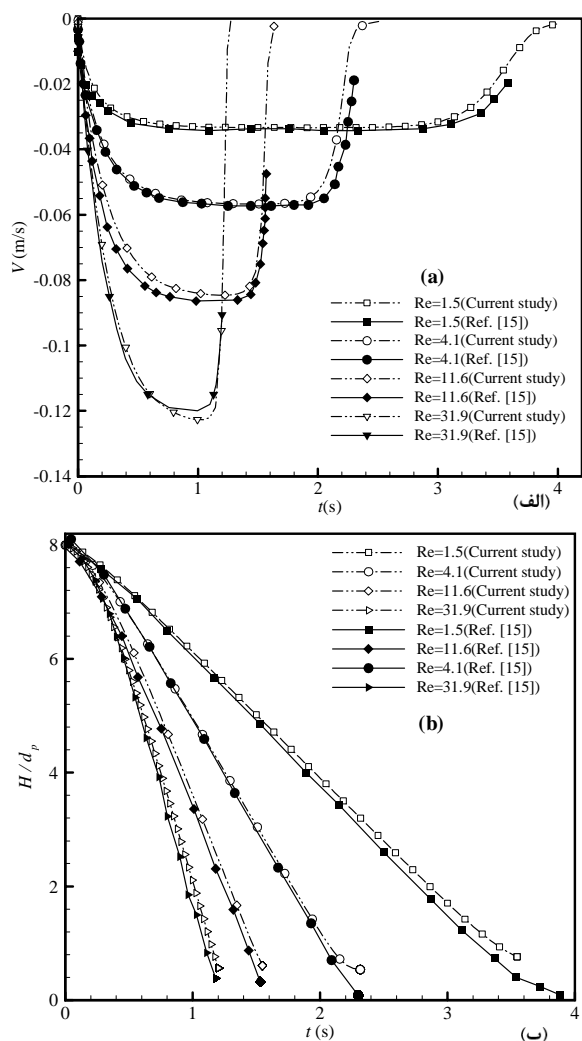 0
-0.02
-0.04
-0.06
-0.08
-0.1
-0.12
-0.14
V (m/s)
(a)
Re=1.5(Current study)
Re=1.5(Ref. [15])
Re=4.1(Current study)
Re=4.1(Ref. [15])
Re=11.6(Current study)
Re=11.6(Ref. [15])
Re=31.9(Current study)
Re=31.9(Ref. [15])
0 1 2 3 4
t(s)
(الف)
8
6
4
2
0
H / dp
Re=1.5(Current study)
Re=4.1(Current study)
Re=11.6(Current study)
Re=31.9(Current study)
Re=1.5(Ref. [15])
Re=11.6(Ref. [15])
Re=4.1(Ref. [15])
Re=31.9(Ref. [15])
(b)
0 1 2 3 4
t (s)
(ب)